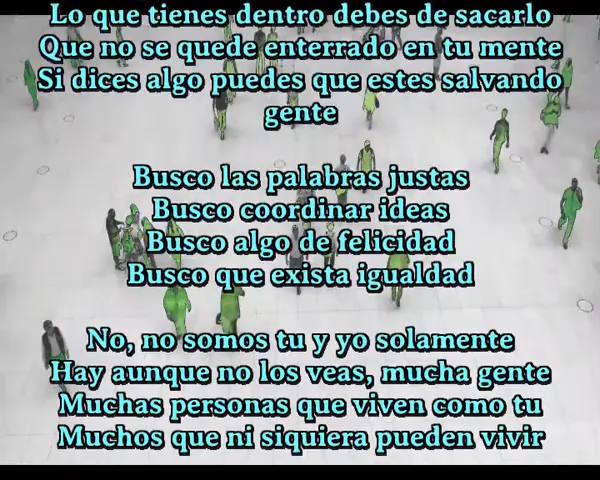 Lo que tienes dentro debes de sacarlo
Que no se quede enterrado en tu mente
Si dices algo puedes que estes salvando
gente
Busco las palabras justas
Busco coordinar ideas
Busco algo de felicidad
Busco que exista igualdad
No, no somos tu y yo solamente
Hay aunque no los veas, mucha gente
Muchas personas que viven como tu
Muchos que ni siquiera pueden vivir